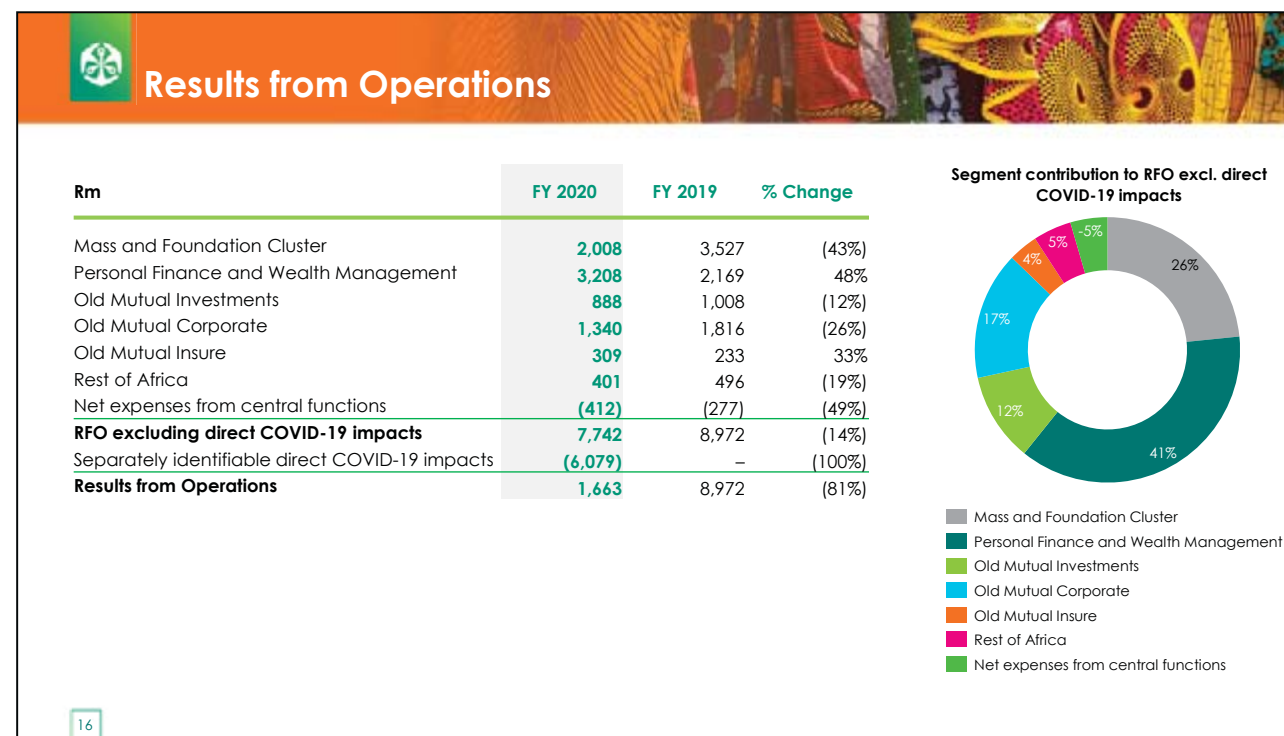 Results from Operations
Rm FY 2020 FY 2019 % Change
Mass and Foundation Cluster 2,008 3,527 (43%)
Personal Finance and Wealth Management 3,208 2,169 48%
Old Mutual Investments 888 1,008 (12%)
Old Mutual Corporate 1,340 1,816 (26%)
Old Mutual Insure 309 233 33%
Rest of Africa 401 496 (19%)
Net expenses from central functions (412) (277) (49%)
RFO excluding direct COVID-19 impacts 7,742 8,972 (14%)
Separately identifiable direct COVID-19 impacts (6,079) – (100%)
Results from Operations 1,663 8,972 (81%)
Segment contribution to RFO excl. direct
COVID-19 impacts
26%
41%
12%
17%
4%
5%
-5%
Mass and Foundation Cluster
Personal Finance and Wealth Management
Old Mutual Investments
Old Mutual Corporate
Old Mutual Insure
Rest of Africa
Net expenses from central functions
16